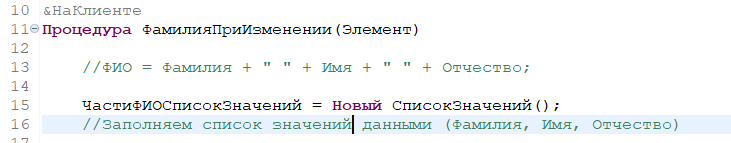 10 &НаКлиенте
11 Процедура ФамилияПриИзменении(Элемент)
12
13 //ФИО = Фамилия + " " + Имя + " " + Отчество;
14
15 ЧастиФИОСписокЗначений = Новый СписокЗначений();
16 //Заполняем список значений данными (Фамилия, Имя, Отчество)
17